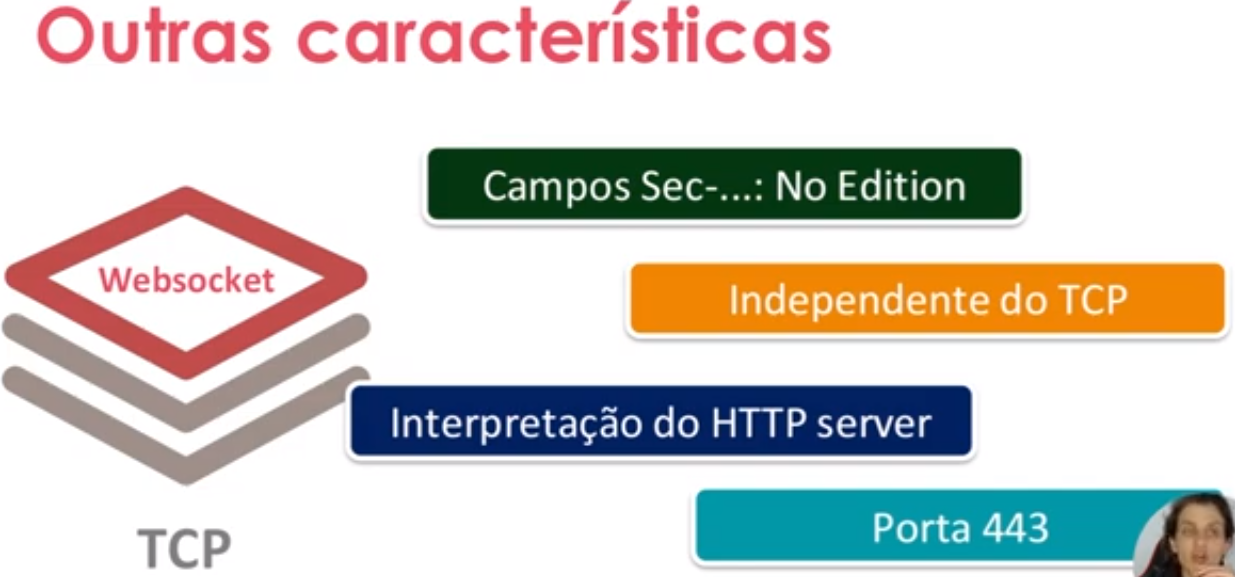 Outras características
Campos Sec-...: No Edition
Websocket
Independente do TCP
Interpretação do HTTP server
Porta 443
TCP